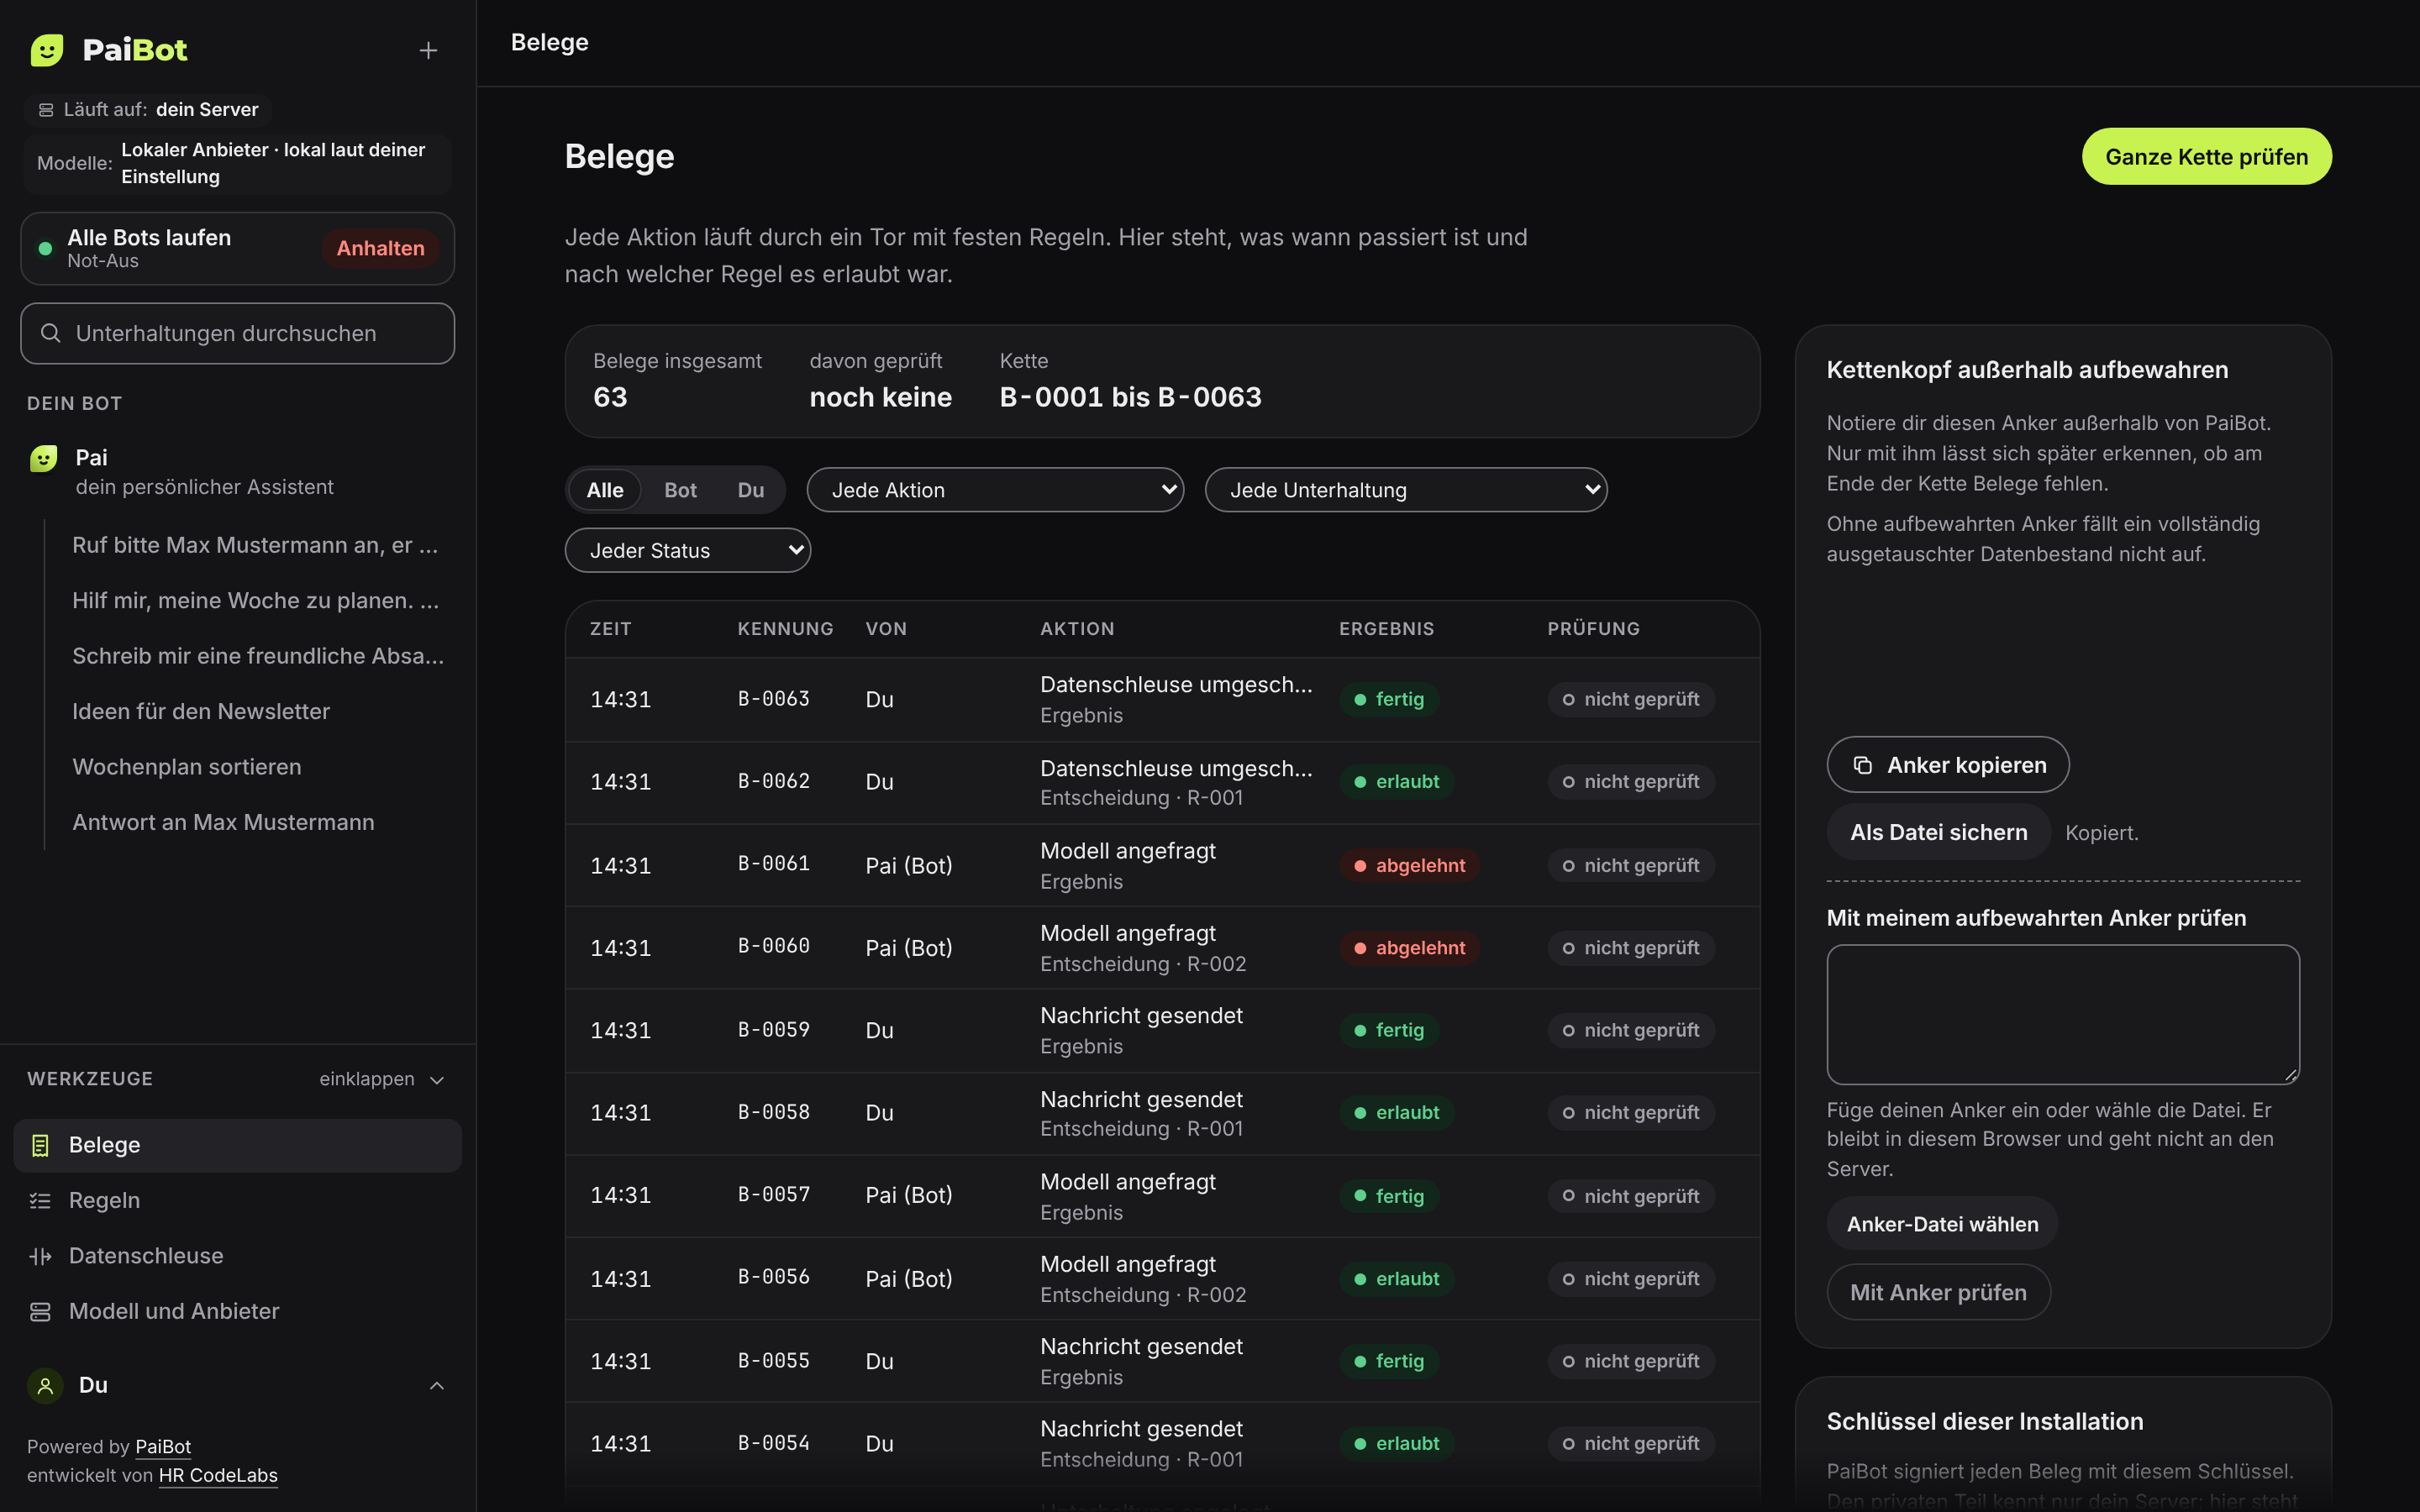 PaiBot
Läuft auf: dein Server
Modelle: Lokaler Anbieter · lokal laut deiner
Einstellung
Alle Bots laufen
Not-Aus
Anhalten
Unterhaltungen durchsuchen
DEIN BOT
Pai
dein persönlicher Assistent
Ruf bitte Max Mustermann an, er ...
Hilf mir, meine Woche zu planen. ...
Schreib mir eine freundliche Absa...
Ideen für den Newsletter
Wochenplan sortieren
Antwort an Max Mustermann
WERKZEUGE einklappen
Belege
Regeln
Datenschleuse
Modell und Anbieter
Du
Powered by PaiBot
entwickelt von HR CodeLabs
Belege
Belege
Ganze Kette prüfen
Jede Aktion läuft durch ein Tor mit festen Regeln. Hier steht, was wann passiert ist und
nach welcher Regel es erlaubt war.
Belege insgesamt davon geprüft Kette
63 noch keine B-0001 bis B-0063
Alle Bot Du Jede Aktion Jede Unterhaltung
Jeder Status
ZEIT KENNUNG VON AKTION ERGEBNIS PRÜFUNG
14:31 B-0063 Du Datenschleuse umgesch... fertig nicht geprüft
Ergebnis
14:31 B-0062 Du Datenschleuse umgesch... erlaubt nicht geprüft
Entscheidung · R-001
14:31 B-0061 Pai (Bot) Modell angefragt abgelehnt nicht geprüft
Ergebnis
14:31 B-0060 Pai (Bot) Modell angefragt abgelehnt nicht geprüft
Entscheidung · R-002
14:31 B-0059 Du Nachricht gesendet fertig nicht geprüft
Ergebnis
14:31 B-0058 Du Nachricht gesendet erlaubt nicht geprüft
Entscheidung · R-001
14:31 B-0057 Pai (Bot) Modell angefragt fertig nicht geprüft
Ergebnis
14:31 B-0056 Pai (Bot) Modell angefragt erlaubt nicht geprüft
Entscheidung · R-002
14:31 B-0055 Du Nachricht gesendet fertig nicht geprüft
Ergebnis
14:31 B-0054 Du Nachricht gesendet erlaubt nicht geprüft
Entscheidung · R-001
Kettenkopf außerhalb aufbewahren
Notiere dir diesen Anker außerhalb von PaiBot.
Nur mit ihm lässt sich später erkennen, ob am
Ende der Kette Belege fehlen.
Ohne aufbewahrten Anker fällt ein vollständig
ausgetauschter Datenbestand nicht auf.
Anker kopieren
Als Datei sichern Kopiert.
Mit meinem aufbewahrten Anker prüfen
Füge deinen Anker ein oder wähle die Datei. Er
bleibt in diesem Browser und geht nicht an den
Server.
Anker-Datei wählen
Mit Anker prüfen
Schlüssel dieser Installation
PaiBot signiert jeden Beleg mit diesem Schlüssel.
Den privaten Teil kennt nur dein Server; hier steht